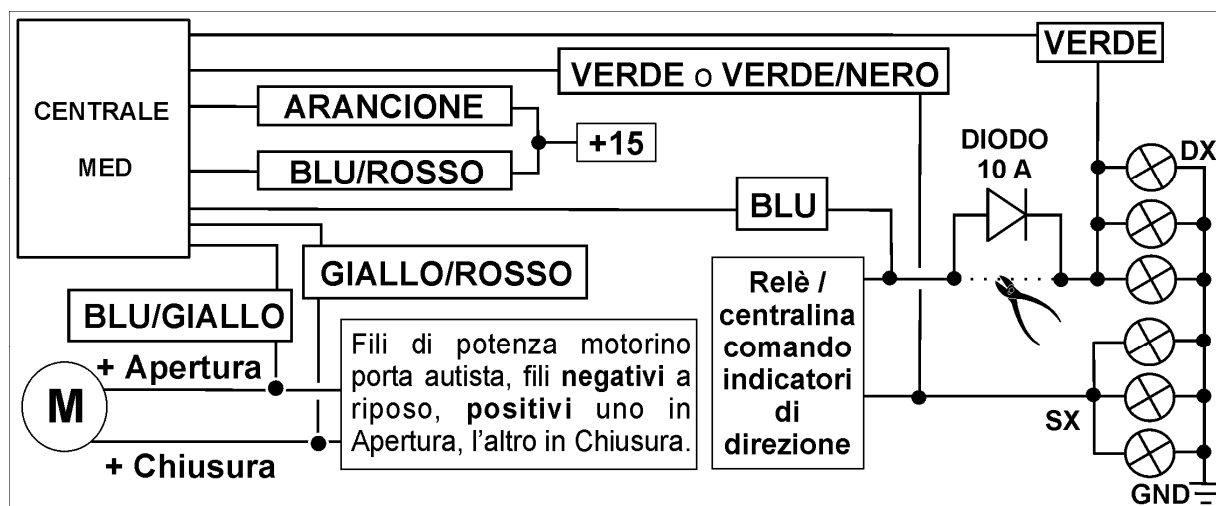 VERDE
VERDE o VERDE/NERO
CENTRALE
MED
ARANCIONE
+15
BLU/ROSSO
DIODO
10 A
DX
BLU
GIALLO/ROSSO
BLU/GIALLO
+ Apertura
M
+ Chiusura
Fili di potenza motorino
porta autista, fili negativi a
riposo, positivi uno in
Apertura, l'altro in Chiusura.
Relè /
centralina
comando
indicatori
di
direzione
SX
GND